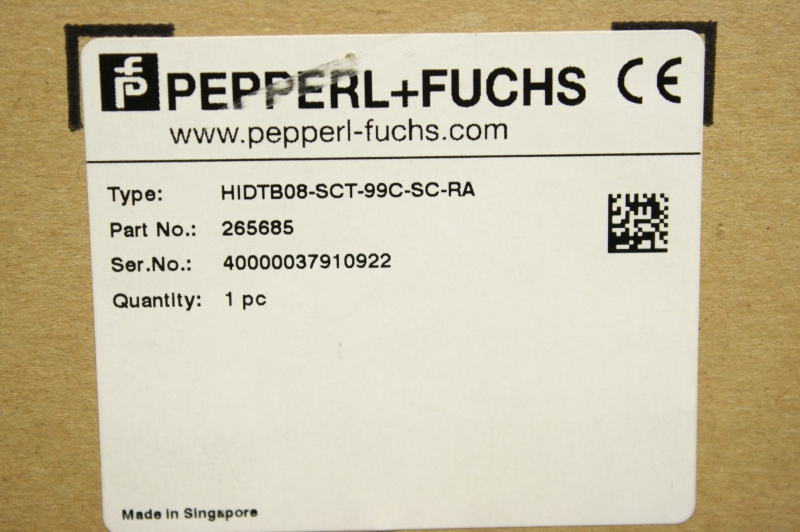 PEPPERL+FUCHS CE
www.pepperl-fuchs.com
Type: HIDTB08-SCT-99C-SC-RA
Part No.: 265685
Ser.No.: 40000037910922
Quantity: 1 pc
Made in Singapore